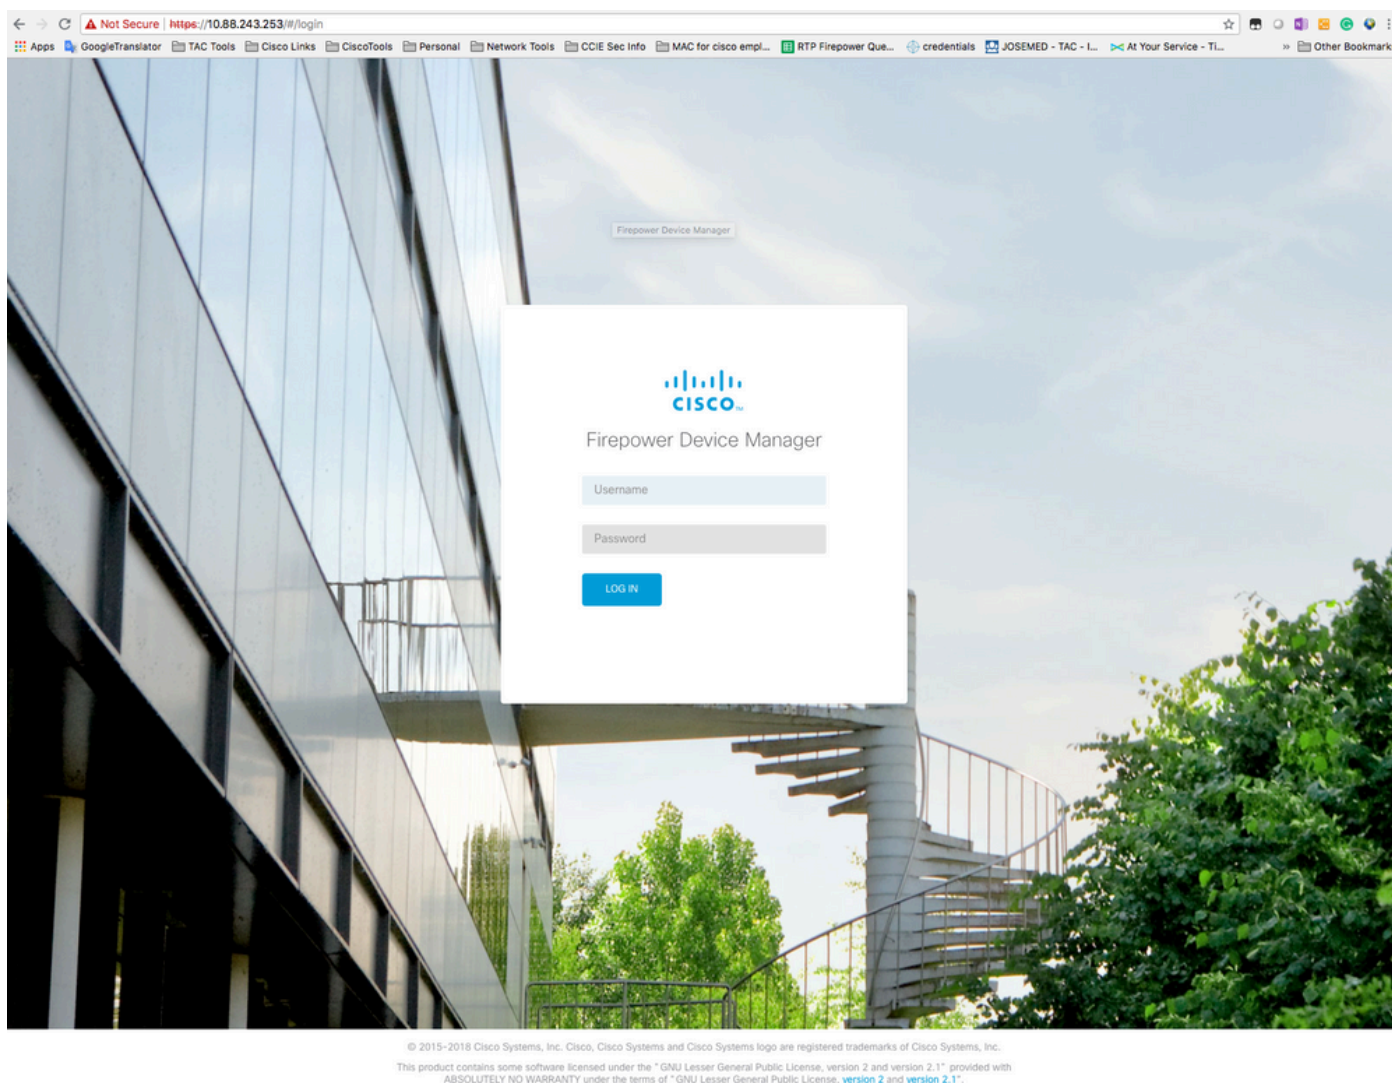 Not Secure | https://10.88.243.253/#/login
Apps GoogleTranslator TAC Tools Cisco Links CiscoTools Personal Network Tools CCIE Sec Info MAC for cisco empl... RTP Firepower Que... credentials JOSEMED - TAC - I... At Your Service - Ti... » Other Bookmark
Firepower Device Manager
CISCO™
Firepower Device Manager
Username
Password
LOG IN
© 2015-2018 Cisco Systems, Inc. Cisco, Cisco Systems and Cisco Systems logo are registered trademarks of Cisco Systems, Inc.
This product contains some software licensed under the "GNU Lesser General Public License, version 2 and version 2.1" provided with
ABSOLUTELY NO WARRANTY under the terms of "GNU Lesser General Public License, version 2 and version 2.1".